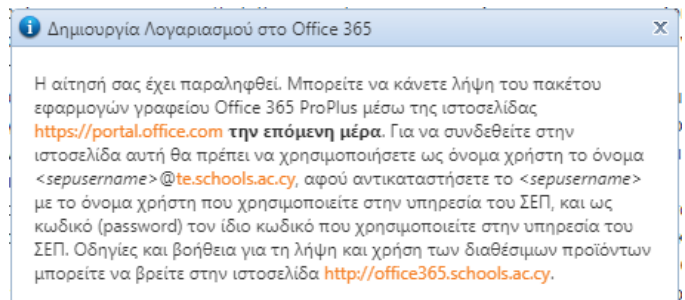 Δημιουργία Λογαριασμού στο Office 365
Η αίτησή σας έχει παραληφθεί. Μπορείτε να κάνετε λήψη του πακέτου
εφαρμογών γραφείου Office 365 ProPlus μέσω της ιστοσελίδας
https://portal.office.com την επόμενη μέρα. Για να συνδεθείτε στην
ιστοσελίδα αυτή θα πρέπει να χρησιμοποιήσετε ως όνομα χρήστη το όνομα
<sepusername>@te.schools.ac.cy, αφού αντικαταστήσετε το <sepusername>
με το όνομα χρήστη που χρησιμοποιείτε στην υπηρεσία του ΣΕΠ, και ως
κωδικό (password) τον ίδιο κωδικό που χρησιμοποιείτε στην υπηρεσία του
ΣΕΠ. Οδηγίες και βοήθεια για τη λήψη και χρήση των διαθέσιμων προϊόντων
μπορείτε να βρείτε στην ιστοσελίδα http://office365.schools.ac.cy.